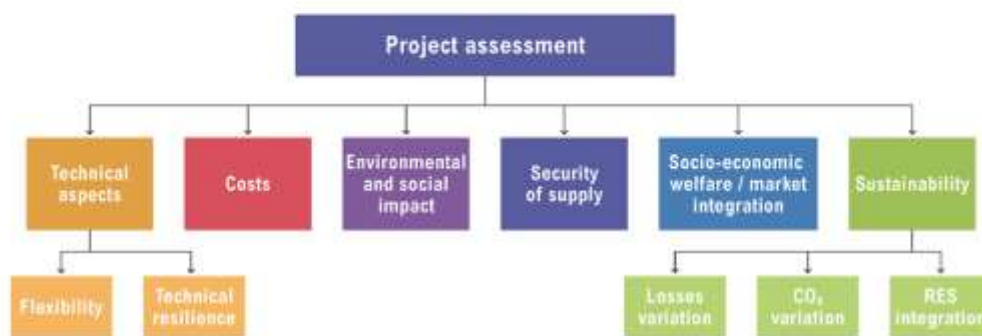 Project assessment
Technical
aspects
Costs
Environmental
and social
impact
Security
of supply
Socio-economic
welfare / market
integration
Sustainability
Flexibility
Technical
resilience
Losses
variation
CO₂
variation
RES
integration